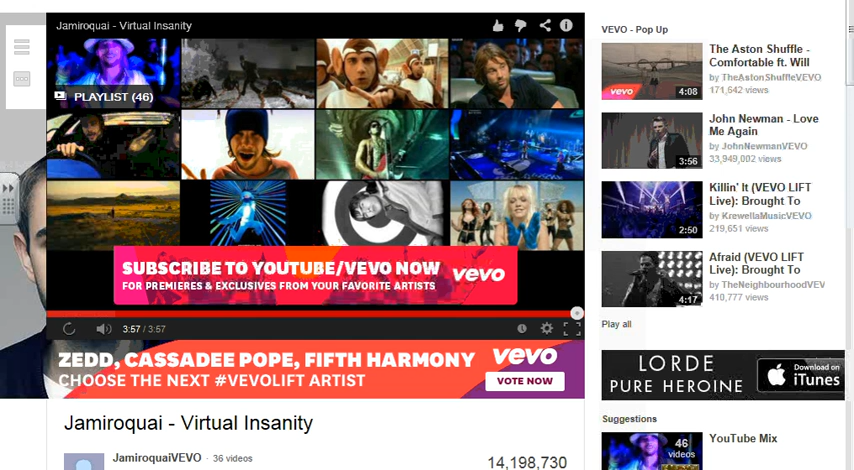 Jamiroquai - Virtual Insanity
PLAYLIST (46)
SUBSCRIBE TO YOUTUBE/VEVO NOW
FOR PREMIERES & EXCLUSIVES FROM YOUR FAVORITE ARTISTS
vevo
3:57 / 3:57
ZEDD, CASSADEE POPE, FIFTH HARMONY
CHOOSE THE NEXT #VEVOLIFT ARTIST
vevo
VOTE NOW
Jamiroquai - Virtual Insanity
JamiroquaiVEVO · 36 videos
14,198,730
VEVO - Pop Up
vevo
4:08
The Aston Shuffle -
Comfortable ft. Will
by TheAstonShuffleVEVO
171,642 views
3:56
John Newman - Love
Me Again
by JohnNewmanVEVO
33,949,002 views
2:50
Killin' It (VEVO LIFT
Live): Brought To
by KrewellaMusicVEVO
219,651 views
4:17
Afraid (VEVO LIFT
Live): Brought To
by TheNeighbourhoodVEV
410,777 views
Play all
LORDE
PURE HEROINE
Download on
iTunes
Suggestions
46
videos
YouTube Mix